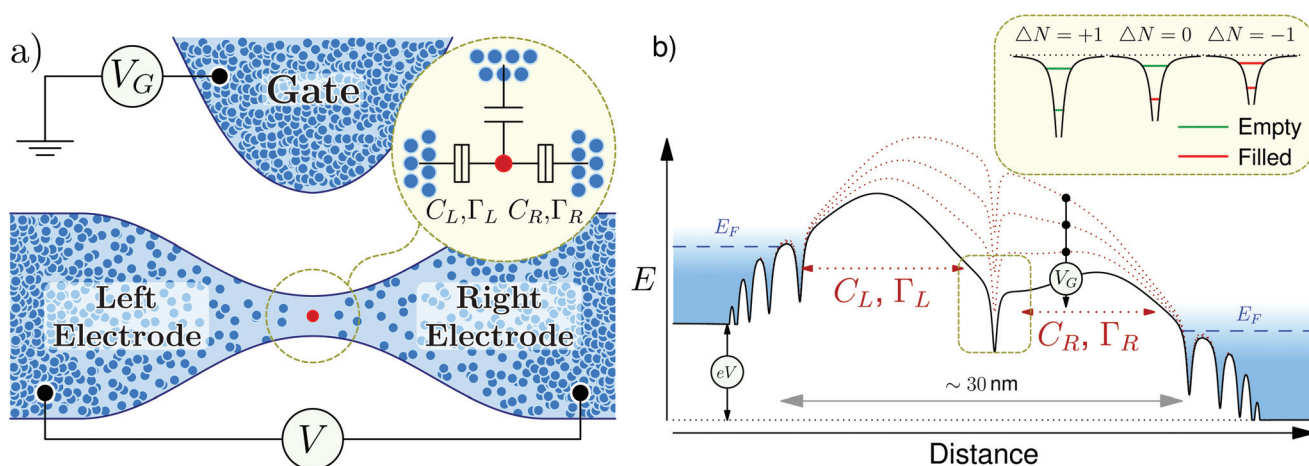 a)
V_G
Gate
C_L,Γ_L C_R,Γ_R
Left
Electrode
Right
Electrode
V
b)
△N = +1 △N = 0 △N = −1
Empty
Filled
E_F
E
C_L, Γ_L
V_G
C_R, Γ_R
E_F
eV
∼ 30 nm
Distance